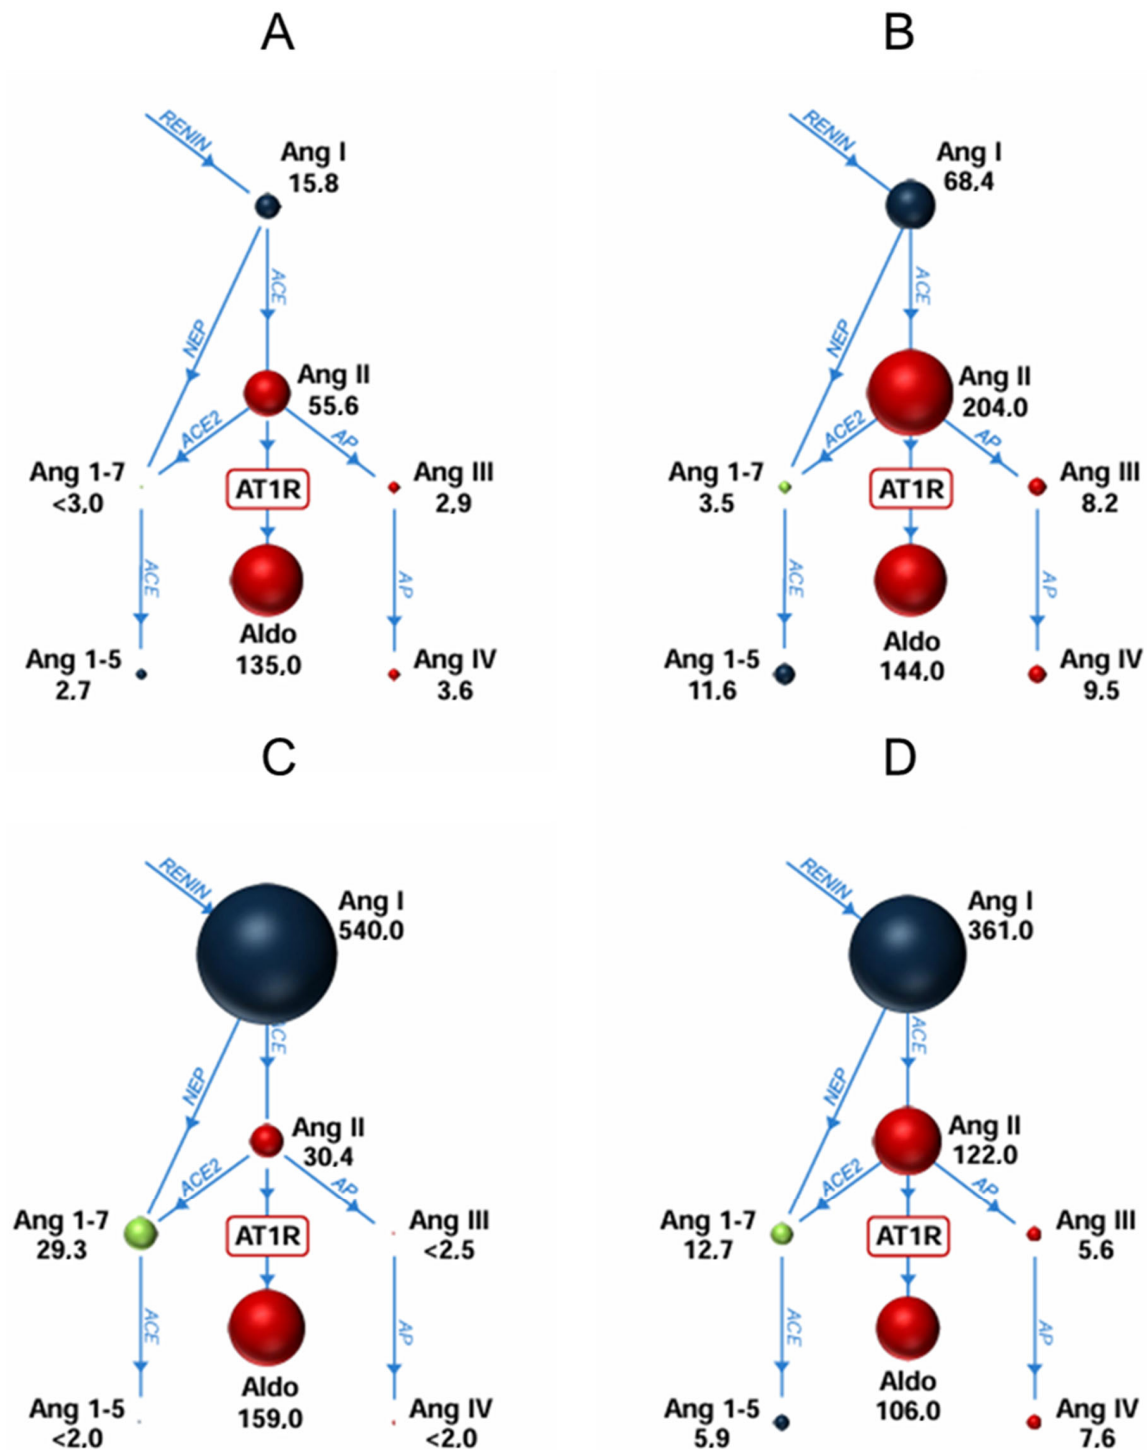 A
RENIN
Ang I
15.8
ACE
NEP
Ang II
55.6
ACE2
AP
Ang 1-7
<3.0
AT1R
Ang III
2.9
ACE
AP
Aldo
135.0
Ang 1-5
2.7
Ang IV
3.6
B
RENIN
Ang I
68.4
ACE
NEP
Ang II
204.0
ACE2
AP
Ang 1-7
3.5
AT1R
Ang III
8.2
ACE
AP
Aldo
144.0
Ang 1-5
11.6
Ang IV
9.5
C
RENIN
Ang I
540.0
ACE
NEP
Ang II
30.4
ACE2
AP
Ang 1-7
29.3
AT1R
Ang III
<2.5
ACE
AP
Aldo
159.0
Ang 1-5
<2.0
Ang IV
<2.0
D
RENIN
Ang I
361.0
ACE
NEP
Ang II
122.0
ACE2
AP
Ang 1-7
12.7
AT1R
Ang III
5.6
ACE
AP
Aldo
106.0
Ang 1-5
5.9
Ang IV
7.6